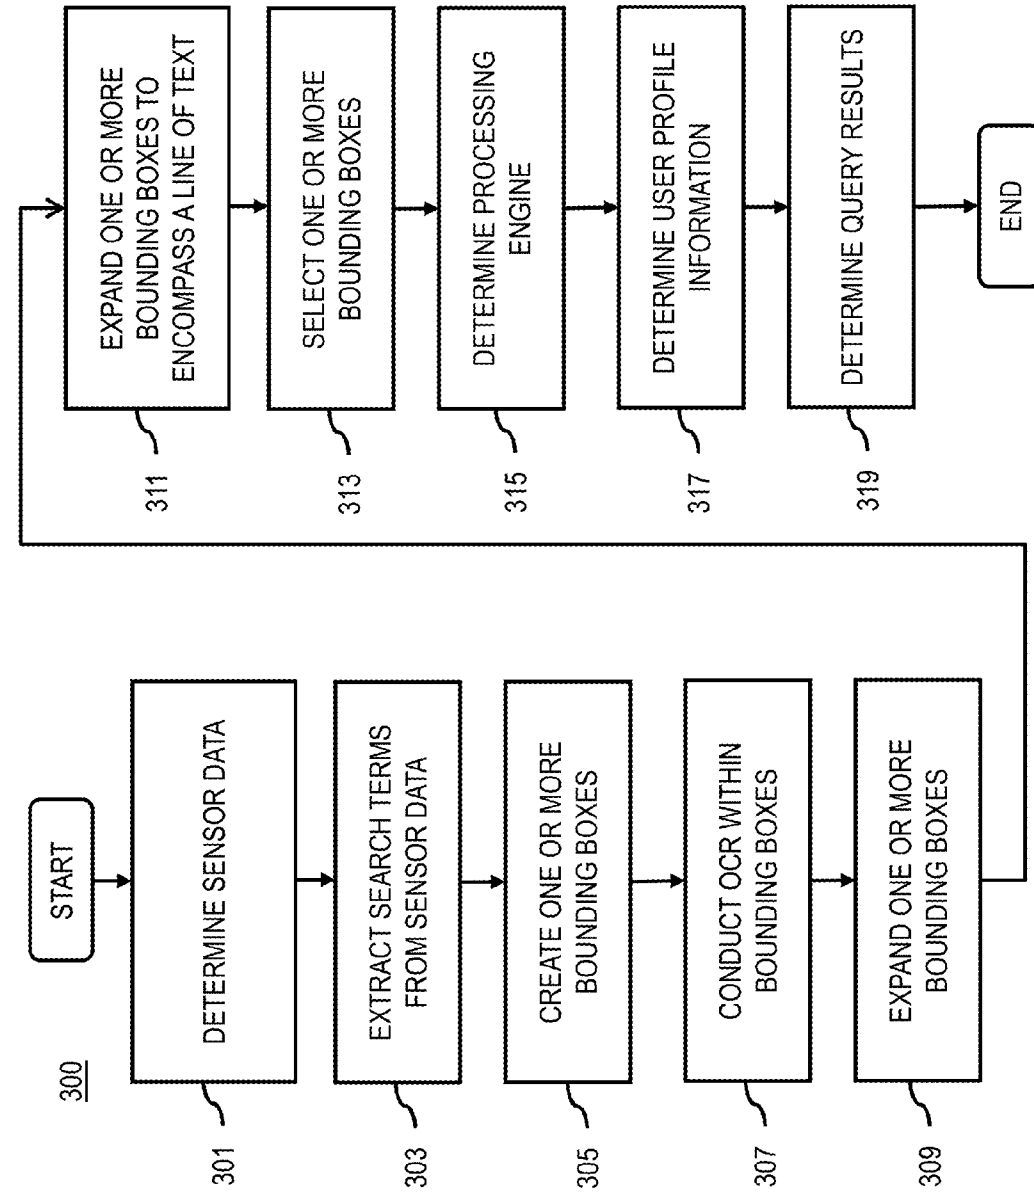 300
START
301
DETERMINE SENSOR DATA
303
EXTRACT SEARCH TERMS
FROM SENSOR DATA
305
CREATE ONE OR MORE
BOUNDING BOXES
307
CONDUCT OCR WITHIN
BOUNDING BOXES
309
EXPAND ONE OR MORE
BOUNDING BOXES
311
EXPAND ONE OR MORE
BOUNDING BOXES TO
ENCOMPASS A LINE OF TEXT
313
SELECT ONE OR MORE
BOUNDING BOXES
315
DETERMINE PROCESSING
ENGINE
317
DETERMINE USER PROFILE
INFORMATION
319
DETERMINE QUERY RESULTS
END